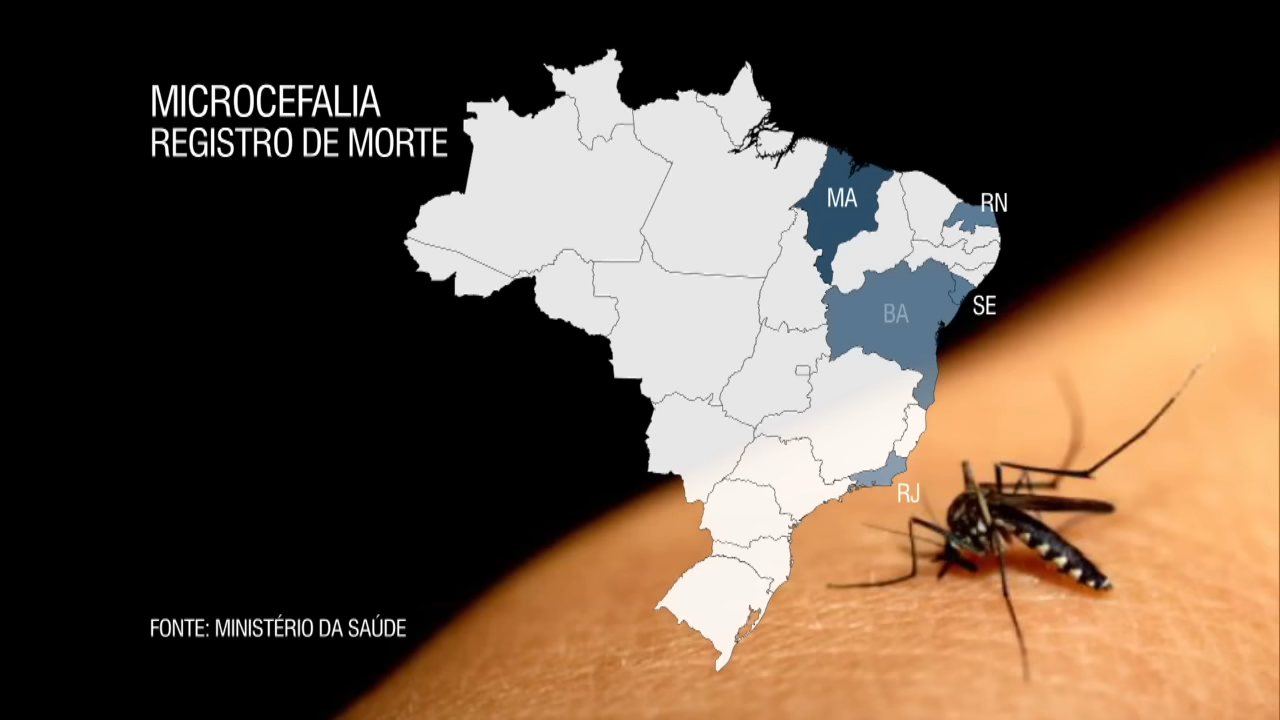 MICROCEFALIA
REGISTRO DE MORTE
MA
RN
BA
SE
RJ
FONTE: MINISTÉRIO DA SAÚDE